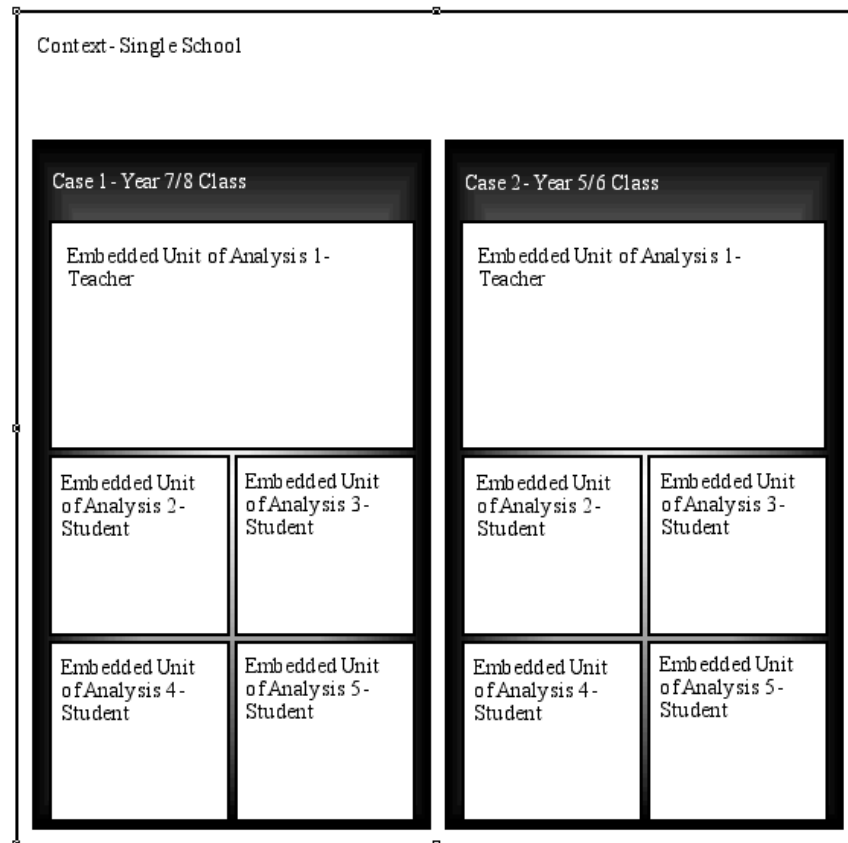 Context- Single School
Case 1 - Year 7/8 Class
Embedded Unit of Analysis 1-
Teacher
Embedded Unit
of Analysis 2-
Student
Embedded Unit
of Analysis 3-
Student
Embedded Unit
of Analysis 4-
Student
Embedded Unit
of Analysis 5-
Student
Case 2- Year 5/6 Class
Embedded Unit of Analysis 1-
Teacher
Embedded Unit
of Analysis 2-
Student
Embedded Unit
of Analysis 3-
Student
Embedded Unit
of Analysis 4-
Student
Embedded Unit
of Analysis 5-
Student